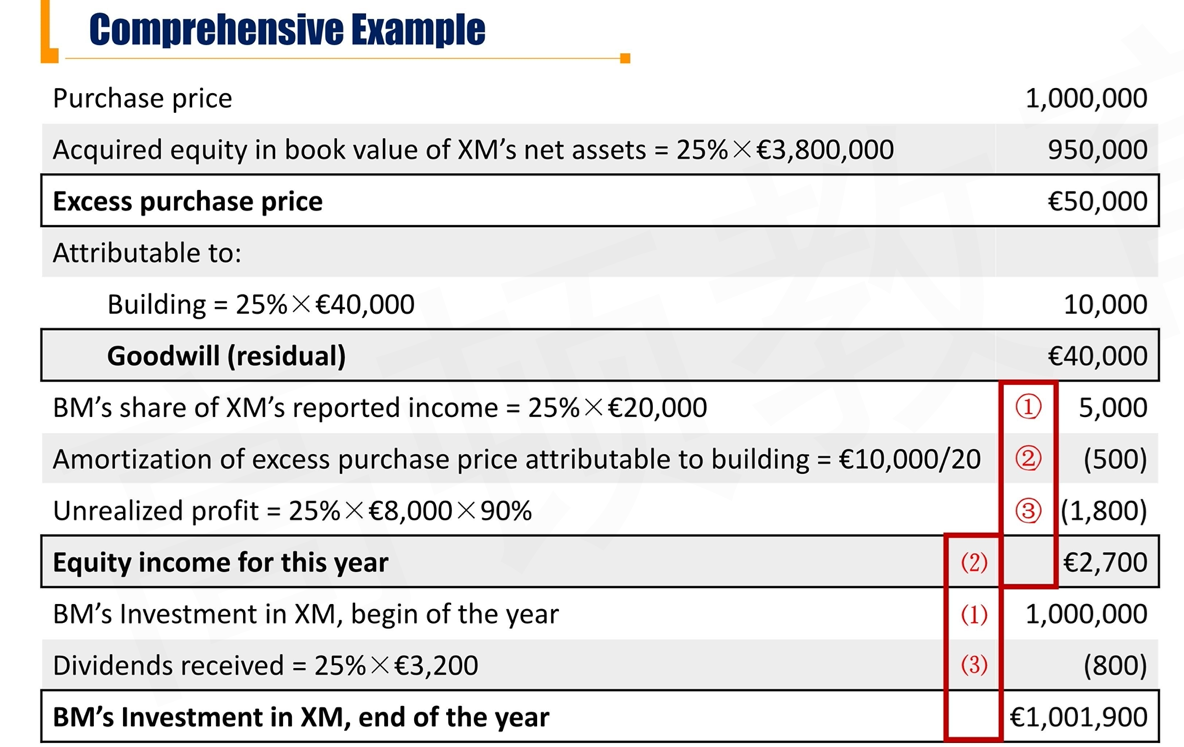 Comprehensive Example
Purchase price 1,000,000
Acquired equity in book value of XM's net assets = 25%×€3,800,000 950,000
Excess purchase price €50,000
Attributable to:
Building = 25%×€40,000 10,000
Goodwill (residual) €40,000
BM's share of XM's reported income = 25%×€20,000 ① 5,000
Amortization of excess purchase price attributable to building = €10,000/20 ② (500)
Unrealized profit = 25%×€8,000×90% ③ (1,800)
Equity income for this year (2) €2,700
BM's Investment in XM, begin of the year (1) 1,000,000
Dividends received = 25%×€3,200 (3) (800)
BM's Investment in XM, end of the year €1,001,900